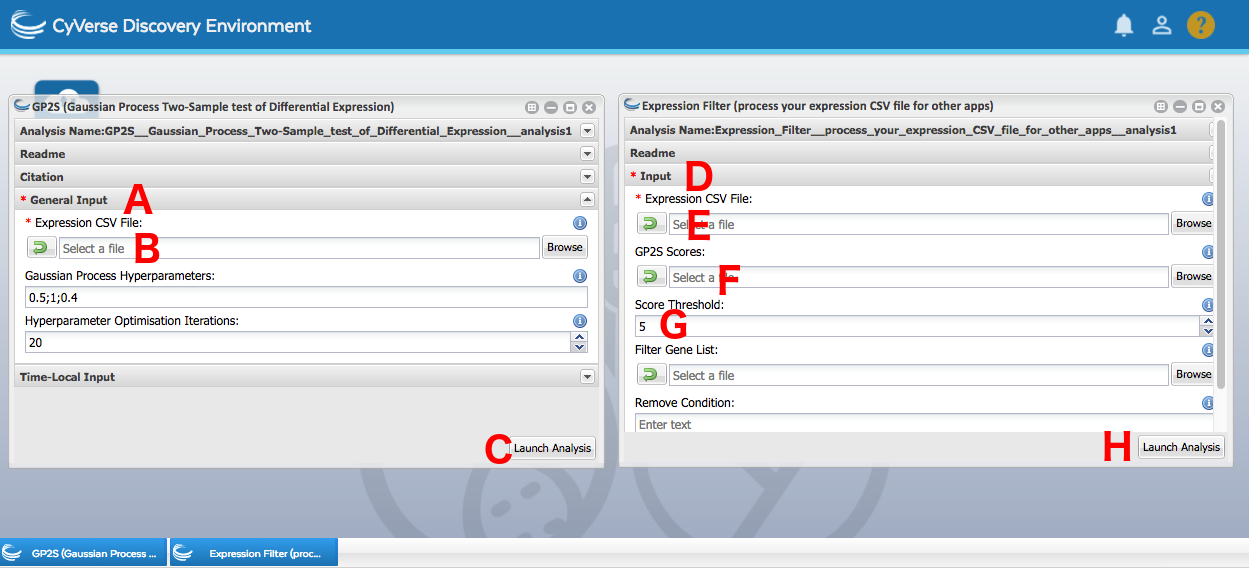 CyVerse Discovery Environment
?
GP2S (Gaussian Process Two-Sample test of Differential Expression)
Analysis Name:GP2S__Gaussian_Process_Two-Sample_test_of_Differential_Expression__analysis1
Readme
Citation
* General Input
A
* Expression CSV File:
i
Select a file
B
Browse
Gaussian Process Hyperparameters:
i
0.5;1;0.4
Hyperparameter Optimisation Iterations:
i
20
Time-Local Input
C
Launch Analysis
Expression Filter (process your expression CSV file for other apps)
Analysis Name:Expression_Filter__process_your_expression_CSV_file_for_other_apps__analysis1
Readme
* Input
D
* Expression CSV File:
i
Select a file
E
Browse
GP2S Scores:
i
Select a file
F
Browse
Score Threshold:
i
5
G
Filter Gene List:
i
Select a file
Browse
Remove Condition:
i
Enter text
H
Launch Analysis
GP2S (Gaussian Process ...
Expression Filter (proc...